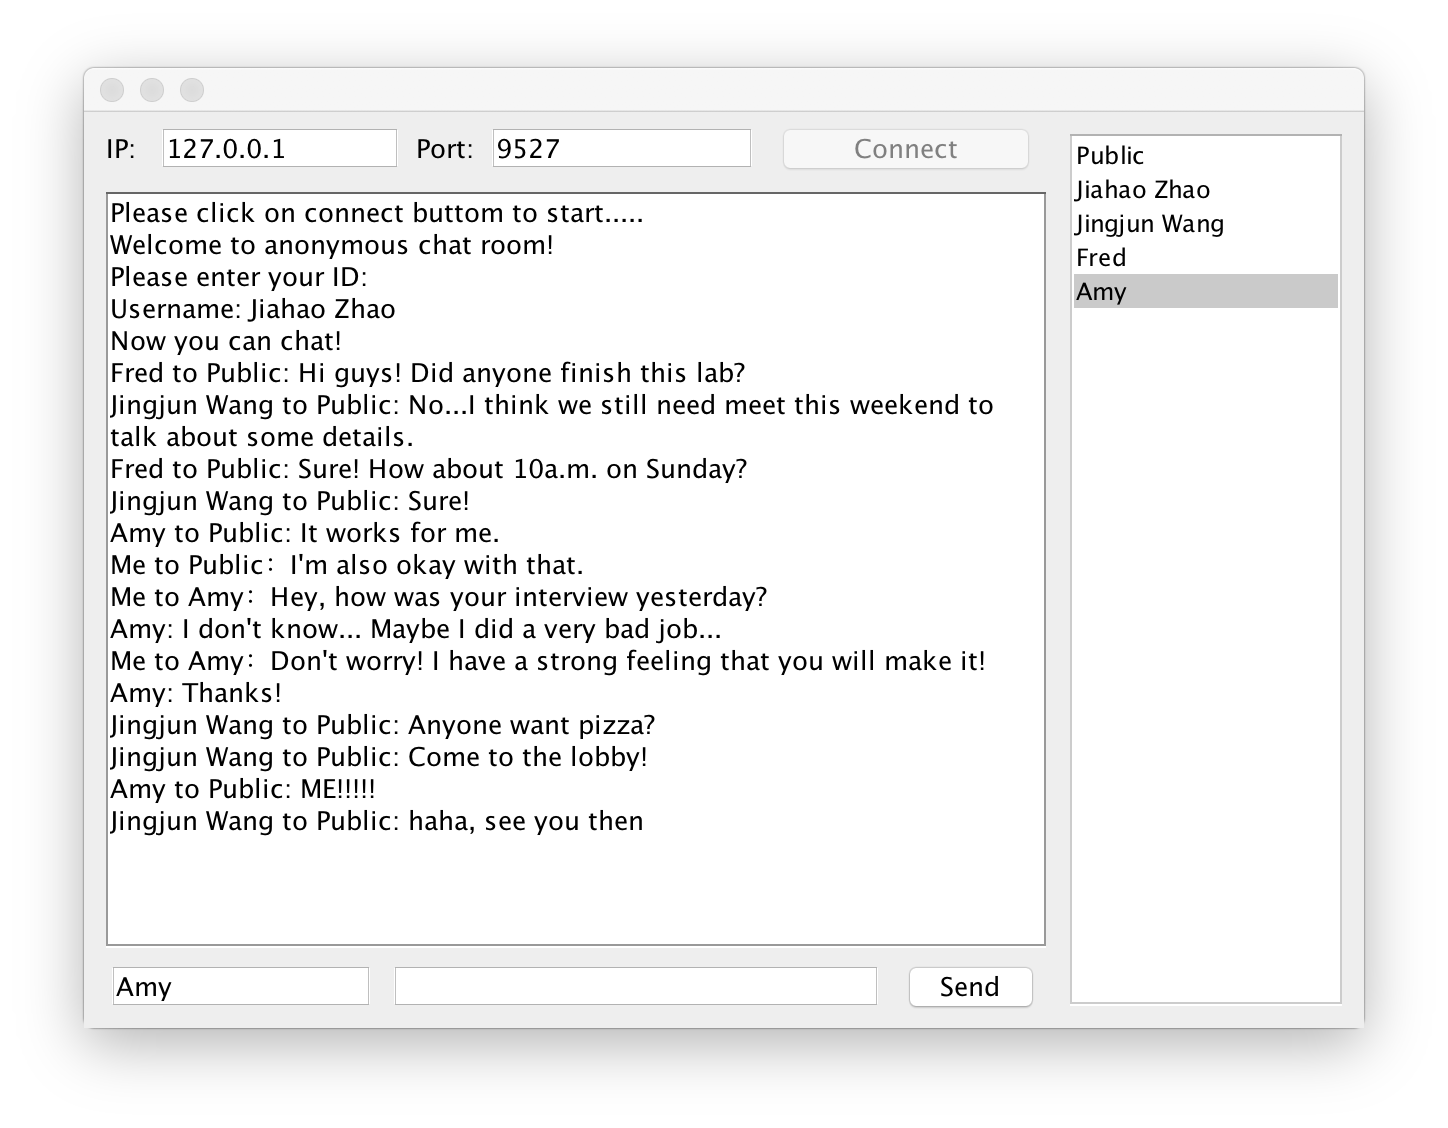 IP: 127.0.0.1 Port: 9527 Connect
Please click on connect buttom to start.....
Welcome to anonymous chat room!
Please enter your ID:
Username: Jiahao Zhao
Now you can chat!
Fred to Public: Hi guys! Did anyone finish this lab?
Jingjun Wang to Public: No...I think we still need meet this weekend to
talk about some details.
Fred to Public: Sure! How about 10a.m. on Sunday?
Jingjun Wang to Public: Sure!
Amy to Public: It works for me.
Me to Public：I'm also okay with that.
Me to Amy：Hey, how was your interview yesterday?
Amy: I don't know... Maybe I did a very bad job...
Me to Amy：Don't worry! I have a strong feeling that you will make it!
Amy: Thanks!
Jingjun Wang to Public: Anyone want pizza?
Jingjun Wang to Public: Come to the lobby!
Amy to Public: ME!!!!!
Jingjun Wang to Public: haha, see you then
Amy Send
Public
Jiahao Zhao
Jingjun Wang
Fred
Amy